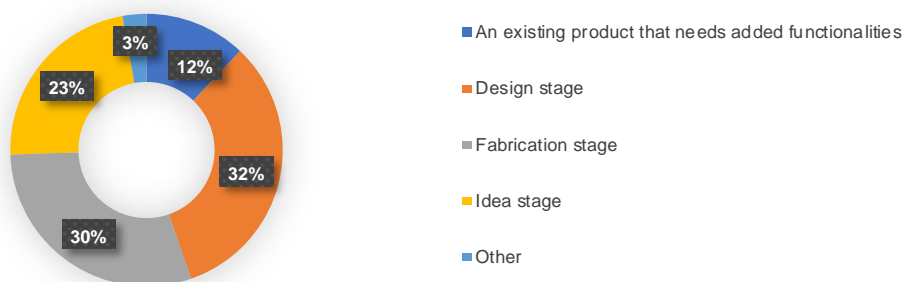 3%
12%
23%
32%
30%
An existing product that needs added functionalities
Design stage
Fabrication stage
Idea stage
Other